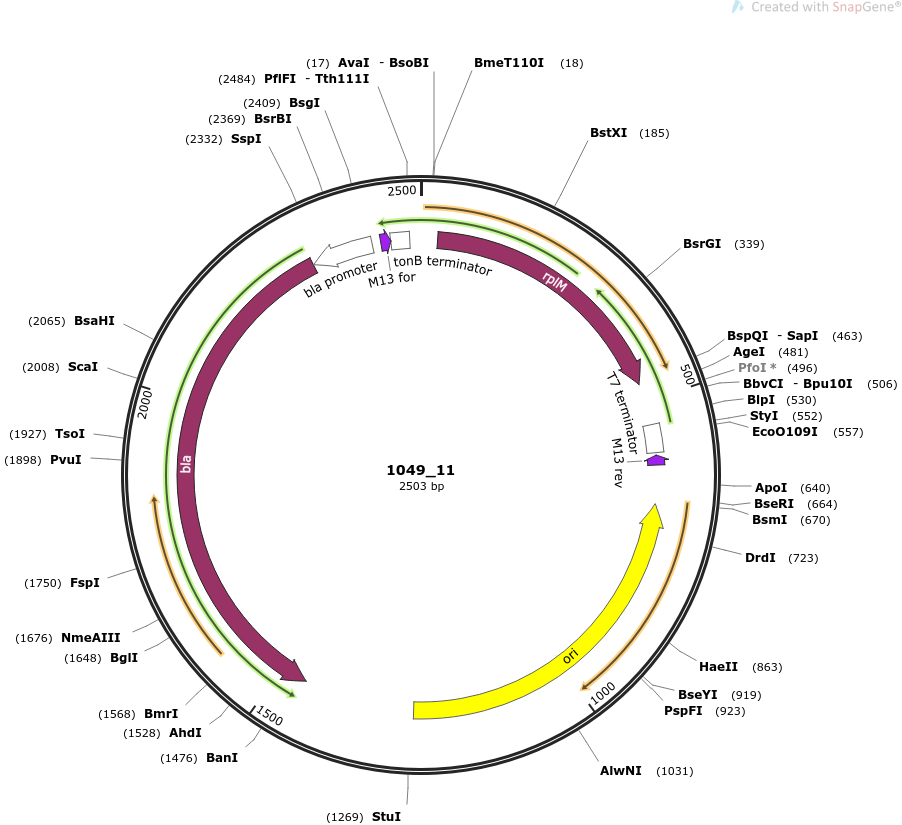 Created with SnapGene®
(17) AvaI - BsoBI
BmeT110I (18)
(2484) PflFI - Tth111I
(2409) BsgI
(2369) BsrBI
(2332) SspI
BstXI (185)
2500
BsrGI (339)
tonB terminator
bla promoter
M13 for
rplM
(2065) BsaHI
BspQI - SapI (463)
AgeI (481)
(2008) ScaI
PfoI * (496)
500
BbvCI - Bpu10I (506)
2000
BlpI (530)
T7 terminator
StyI (552)
(1927) TsoI
EcoO109I (557)
(1898) PvuI
bla
M13 rev
1049_11
2503 bp
ApoI (640)
BseRI (664)
BsmI (670)
DrdI (723)
(1750) FspI
(1676) NmeAIII
(1648) BglI
ori
HaeII (863)
1000
BseYI (919)
PspFI (923)
(1568) BmrI
1500
(1528) AhdI
(1476) BanI
AlwNI (1031)
(1269) StuI